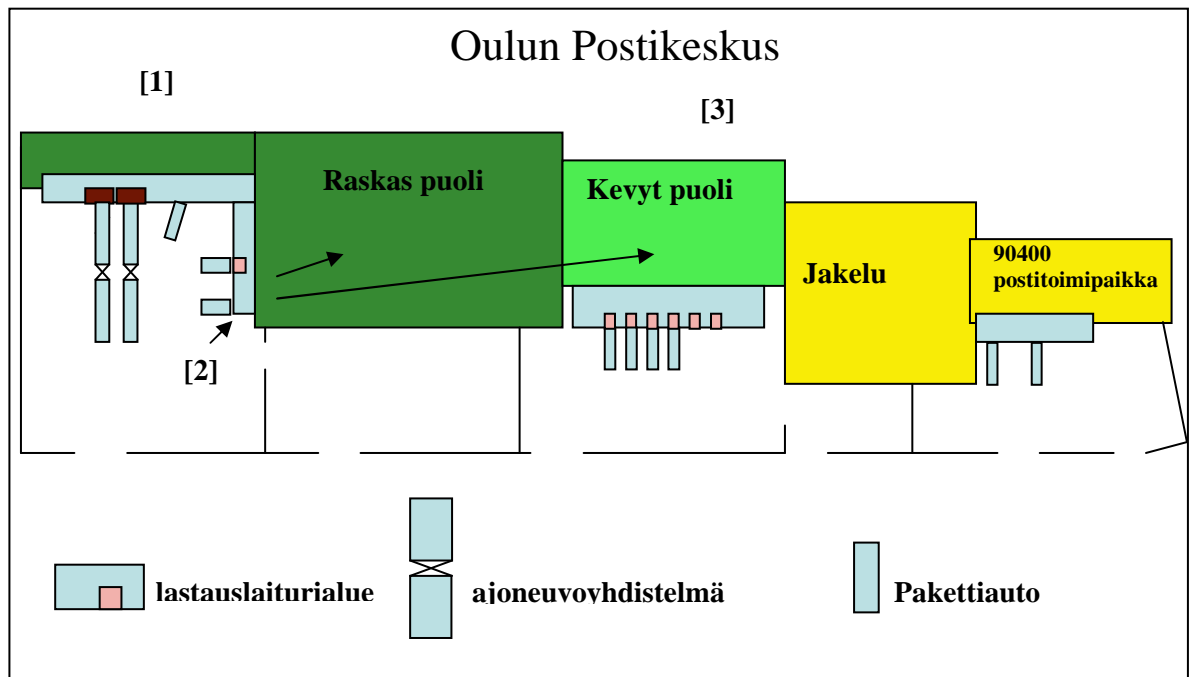 Oulun Postikeskus
[1]
[3]
Raskas puoli
Kevyt puoli
Jakelu
90400
postitoimipaikka
[2]
lastauslaiturialue
ajoneuvoyhdistelmä
Pakettiauto